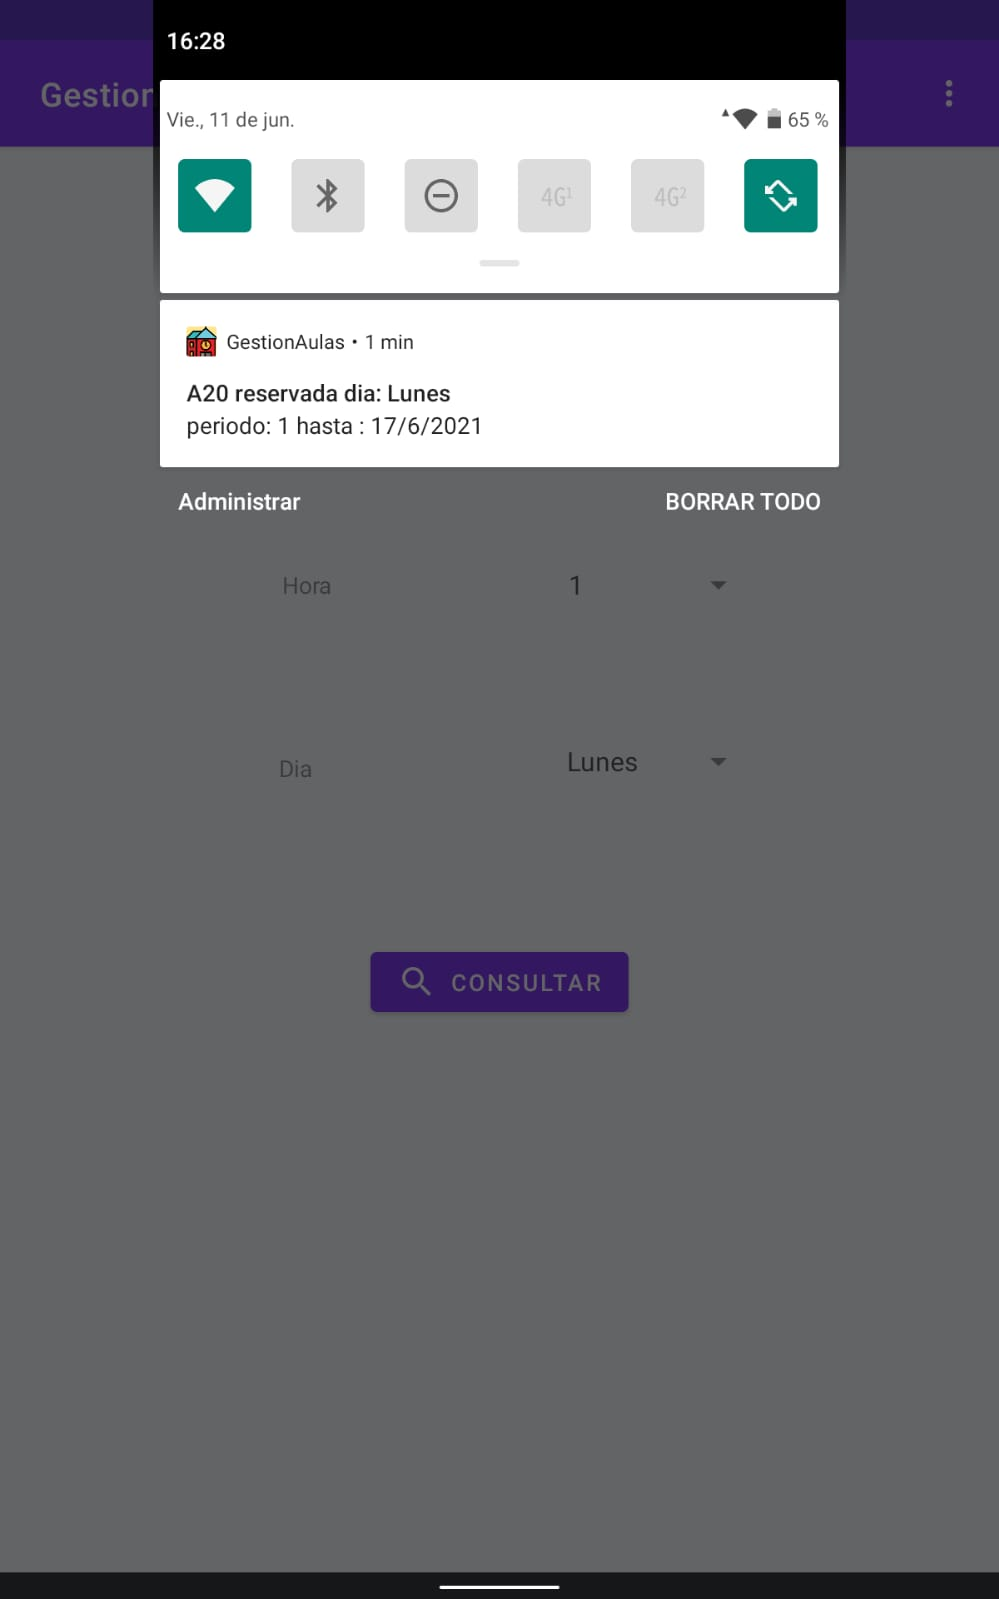 16:28
Gestion
Vie., 11 de jun.
65 %
4G1
4G2
GestionAulas • 1 min
A20 reservada dia: Lunes
periodo: 1 hasta : 17/6/2021
Administrar
BORRAR TODO
Hora
1
Dia
Lunes
CONSULTAR